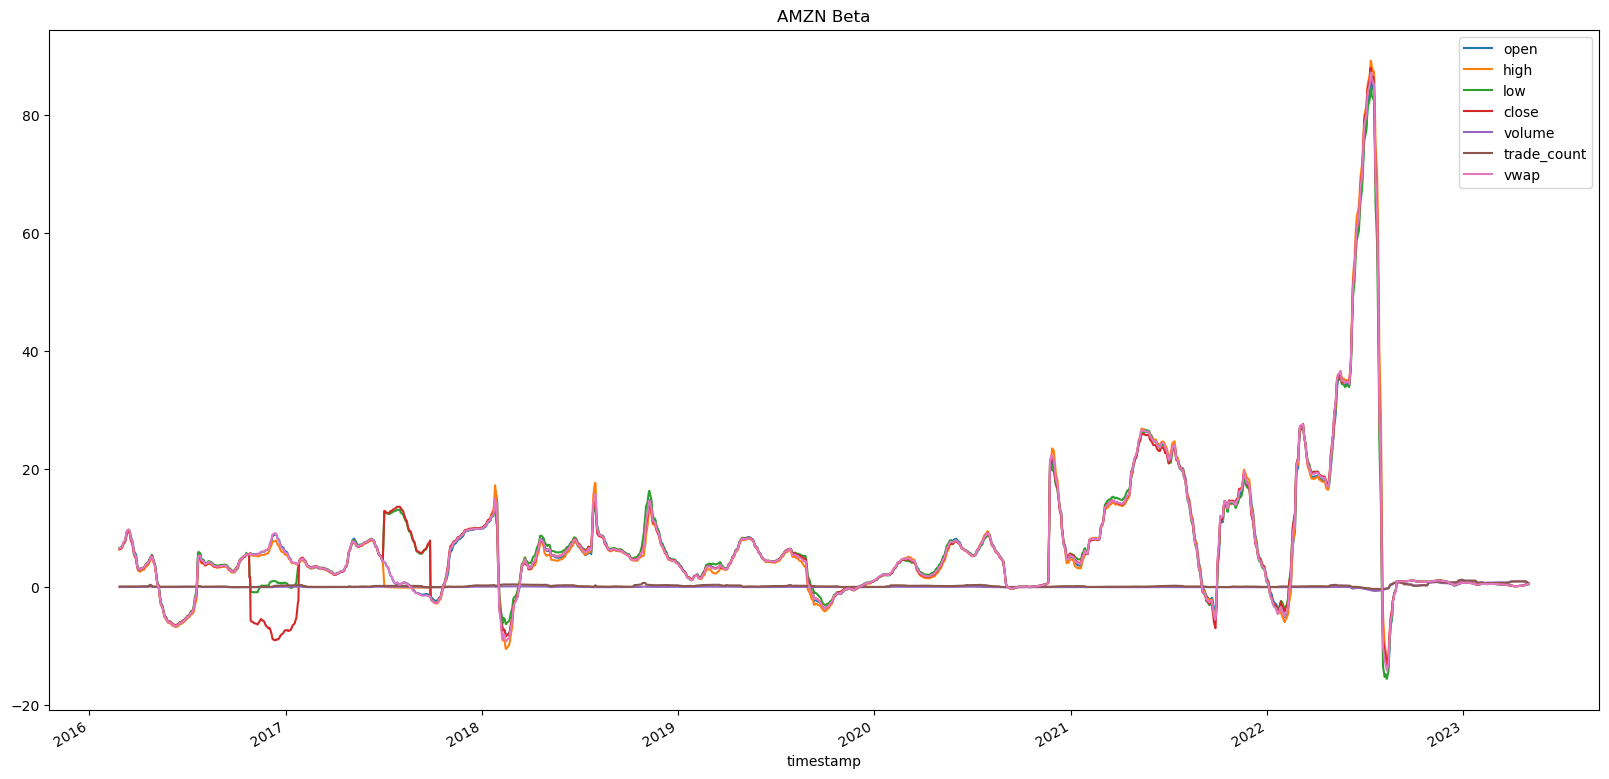 AMZN Beta
open
high
low
close
volume
trade_count
vwap
80
60
40
20
0
−20
2016
2017
2018
2019
2020
2021
2022
2023
timestamp